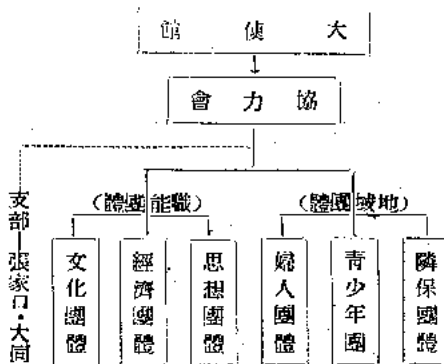 大使館
協力會
(地域團體)
(職能團體)
隣保團體
青少年團
婦人團體
思想團體
經濟團體
文化團體
支部—張家口・大同